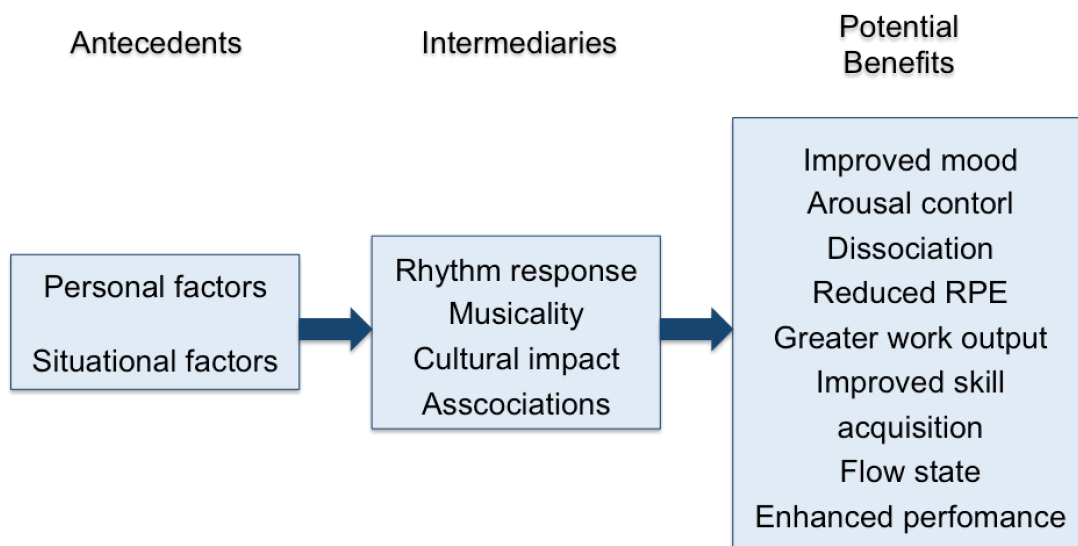 Antecedents
Intermediaries
Potential
Benefits
Personal factors
Situational factors
Rhythm response
Musicality
Cultural impact
Asscociations
Improved mood
Arousal contorl
Dissociation
Reduced RPE
Greater work output
Improved skill
acquisition
Flow state
Enhanced perfomance